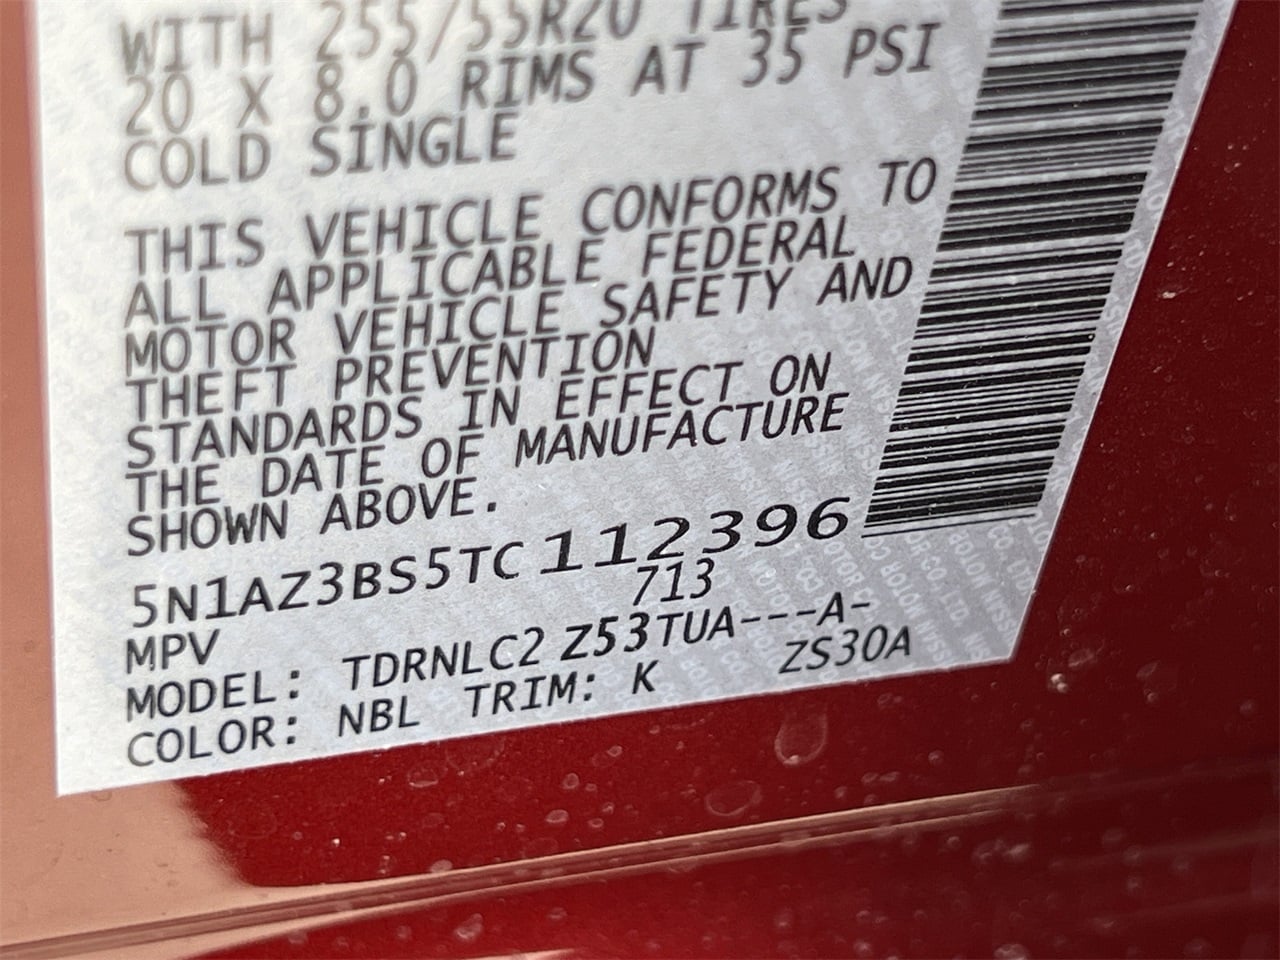 WITH 255/55R20 TIRES
20 X 8.0 RIMS AT 35 PSI
COLD SINGLE
THIS VEHICLE CONFORMS TO
ALL APPLICABLE FEDERAL
MOTOR VEHICLE SAFETY AND
THEFT PREVENTION
STANDARDS IN EFFECT ON
THE DATE OF MANUFACTURE
SHOWN ABOVE.
5N1AZ3BS5TC112396
MPV 713
MODEL: TDRNLC2 Z53TUA---A-
COLOR: NBL TRIM: K ZS30A